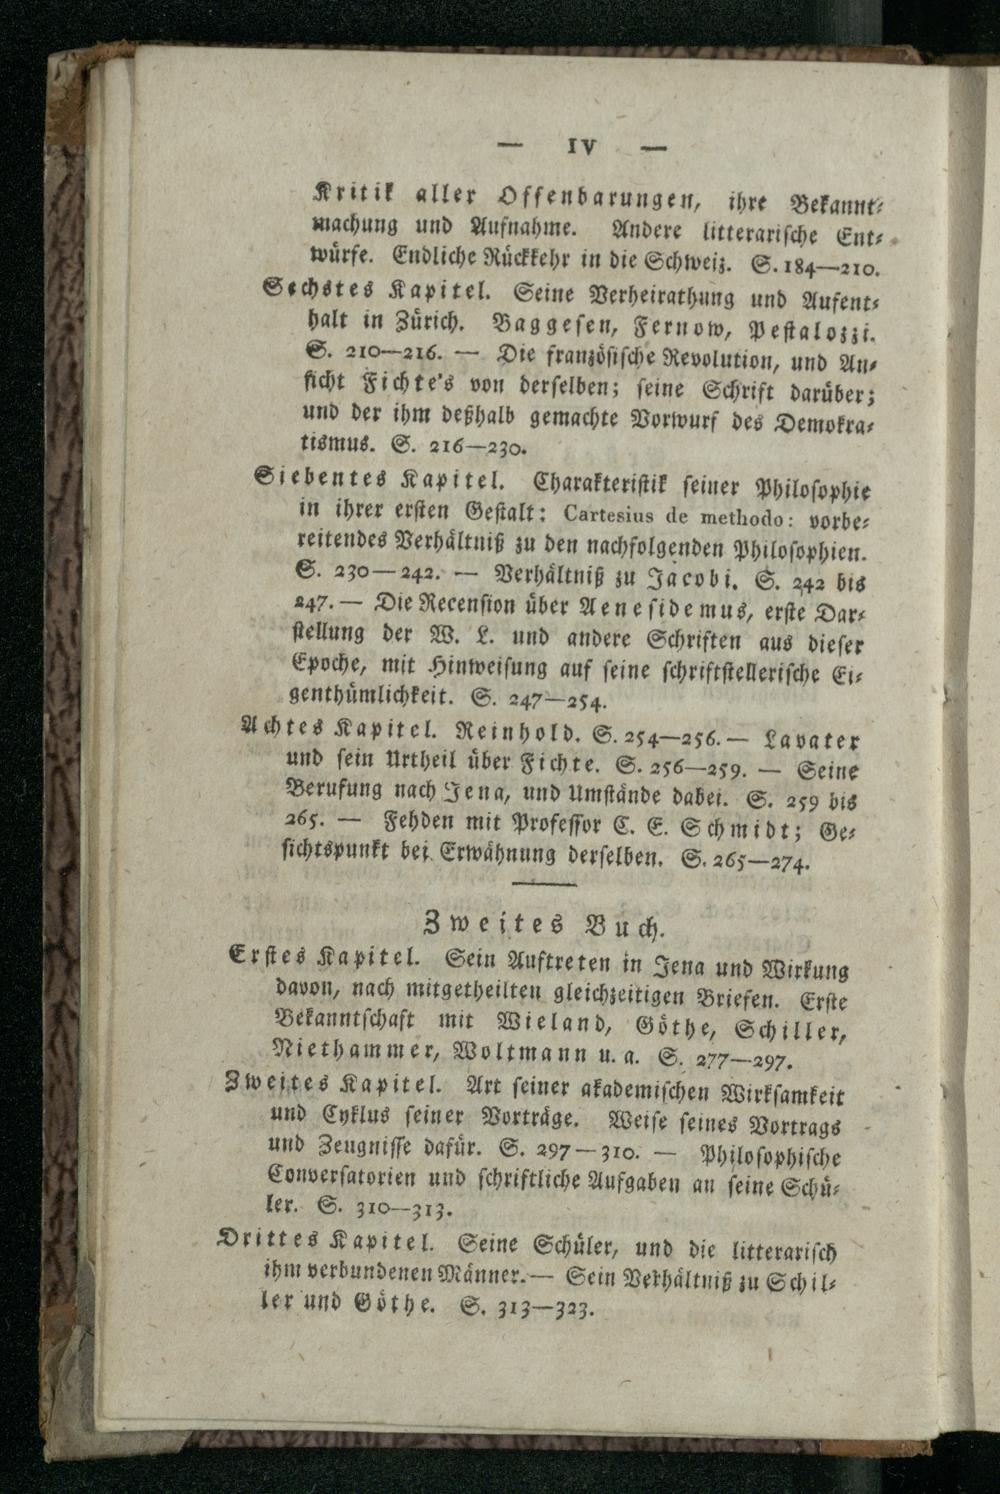 — IV —
Kritik aller Offenbarungen, ihre Bekannt-
machung und Aufnahme. Andere litterarische Ent-
würfe. Endliche Rückkehr in die Schweiz. S. 184—210.
Sechstes Kapitel. Seine Verheirathung und Aufent-
halt in Zürich. Baggesen, Fernow, Pestalozzi.
S. 210—216. — Die französische Revolution, und An-
sicht Fichte's von derselben; seine Schrift darüber;
und der ihm deßhalb gemachte Vorwurf des Demokra-
tismus. S. 216—230.
Siebentes Kapitel. Charakteristik seiner Philosophie
in ihrer ersten Gestalt: Cartesius de methodo: vorbe-
reitendes Verhältniß zu den nachfolgenden Philosophien.
S. 230—242. — Verhältniß zu Jacobi. S. 242 bis
247. — Die Recension über Aenesidemus, erste Dar-
stellung der W. L. und andere Schriften aus dieser
Epoche, mit Hinweisung auf seine schriftstellerische Ei-
genthümlichkeit. S. 247—254.
Achtes Kapitel. Reinhold. S. 254—256. — Lavater
und sein Urtheil über Fichte. S. 256—259. — Seine
Berufung nach Jena, und Umstände dabei. S. 259 bis
265. — Fehden mit Professor C. E. Schmidt; Ge-
sichtspunkt bei Erwähnung derselben. S. 265—274.
Zweites Buch.
Erstes Kapitel. Sein Auftreten in Jena und Wirkung
davon, nach mitgetheilten gleichzeitigen Briefen. Erste
Bekanntschaft mit Wieland, Göthe, Schiller,
Niethammer, Woltmann u. a. S. 277—297.
Zweites Kapitel. Art seiner akademischen Wirksamkeit
und Cyklus seiner Vorträge. Weise seines Vortrags
und Zeugnisse dafür. S. 297—310. — Philosophische
Conversatorien und schriftliche Aufgaben an seine Schü-
ler. S. 310—313.
Drittes Kapitel. Seine Schüler, und die litterarisch
ihm verbundenen Männer. — Sein Verhältniß zu Schil-
ler und Göthe. S. 313—323.